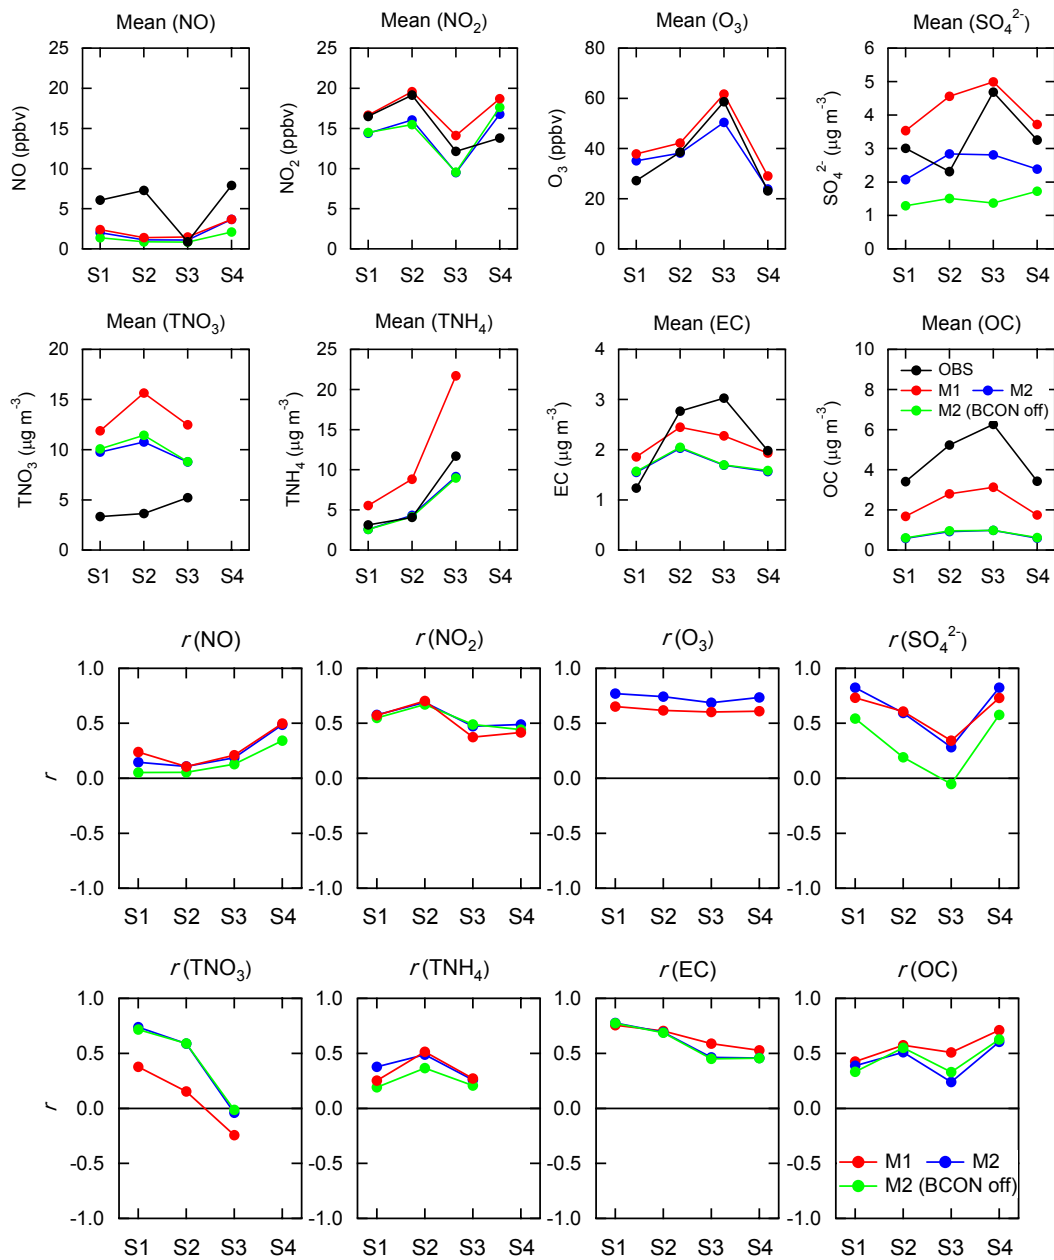 Mean (NO) Mean (NO₂) Mean (O₃) Mean (SO₄²⁻)
25 25 80 6
20 20 60 5
15 15 40 4
10 10 20 3
5 5 0 2
0 0 1
0
NO (ppbv) NO₂ (ppbv) O₃ (ppbv) SO₄²⁻ (µg m⁻³)
S1 S2 S3 S4 S1 S2 S3 S4 S1 S2 S3 S4 S1 S2 S3 S4
Mean (TNO₃) Mean (TNH₄) Mean (EC) Mean (OC)
20 25 4 10
15 20 3 8
10 15 2 6
5 10 1 4
0 5 0 2
0 0
TNO₃ (µg m⁻³) TNH₄ (µg m⁻³) EC (µg m⁻³) OC (µg m⁻³)
OBS
M1 M2
M2 (BCON off)
S1 S2 S3 S4 S1 S2 S3 S4 S1 S2 S3 S4 S1 S2 S3 S4
r (NO) r (NO₂) r (O₃) r (SO₄²⁻)
1.0 1.0 1.0 1.0
0.5 0.5 0.5 0.5
r 0.0 0.0 0.0 0.0
-0.5 -0.5 -0.5 -0.5
-1.0 -1.0 -1.0 -1.0
S1 S2 S3 S4 S1 S2 S3 S4 S1 S2 S3 S4 S1 S2 S3 S4
r (TNO₃) r (TNH₄) r (EC) r (OC)
1.0 1.0 1.0 1.0
0.5 0.5 0.5 0.5
r 0.0 0.0 0.0 0.0
-0.5 -0.5 -0.5 -0.5
M1 M2
M2 (BCON off)
-1.0 -1.0 -1.0 -1.0
S1 S2 S3 S4 S1 S2 S3 S4 S1 S2 S3 S4 S1 S2 S3 S4